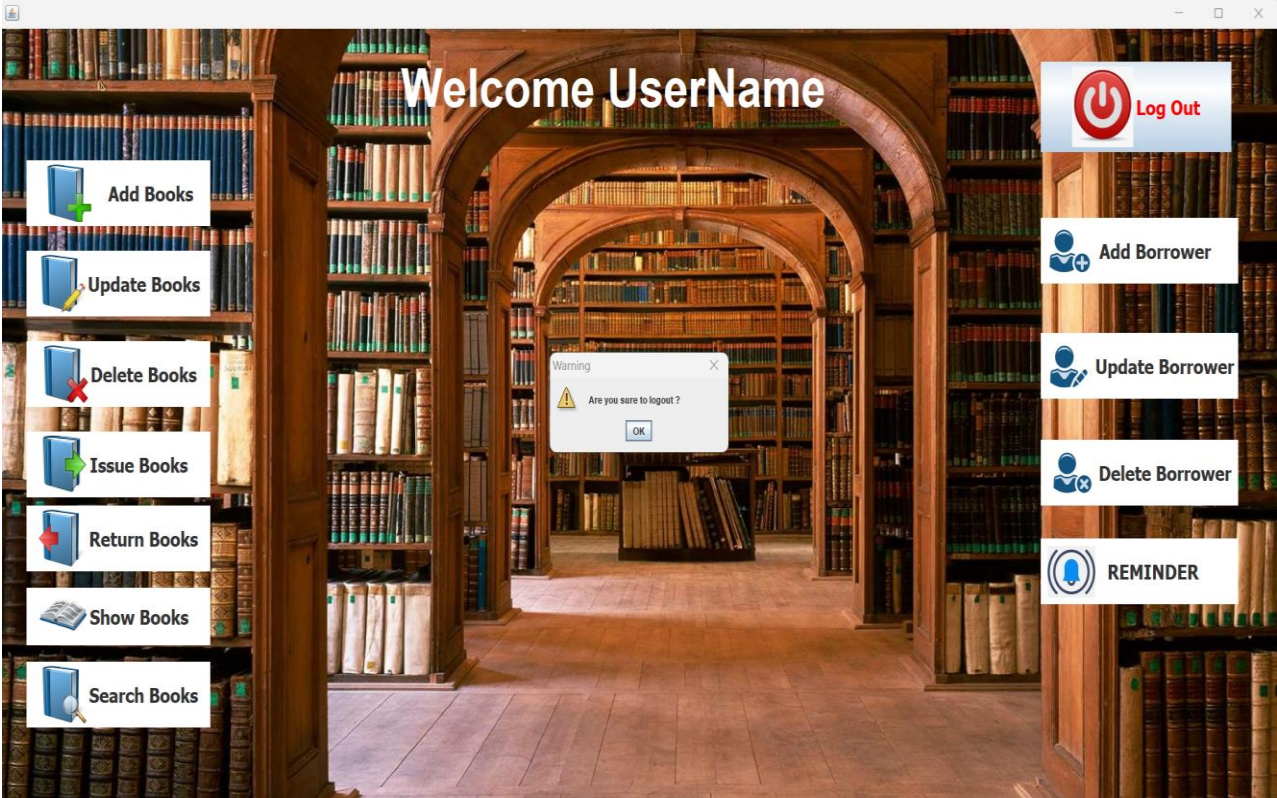 Welcome UserName
Log Out
Add Books
Update Books
Delete Books
Issue Books
Return Books
Show Books
Search Books
Add Borrower
Update Borrower
Delete Borrower
REMINDER
Warning
Are you sure to logout ?
OK